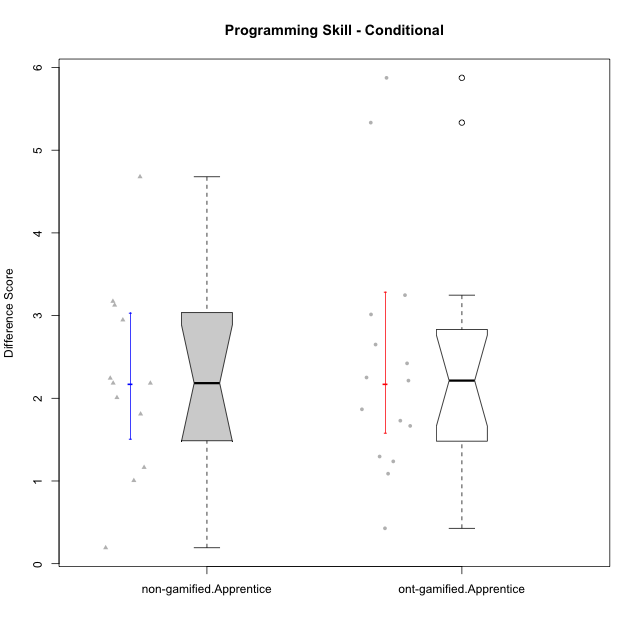 Programming Skill - Conditional
Difference Score
6
5
4
3
2
1
0
non-gamified.Apprentice
ont-gamified.Apprentice